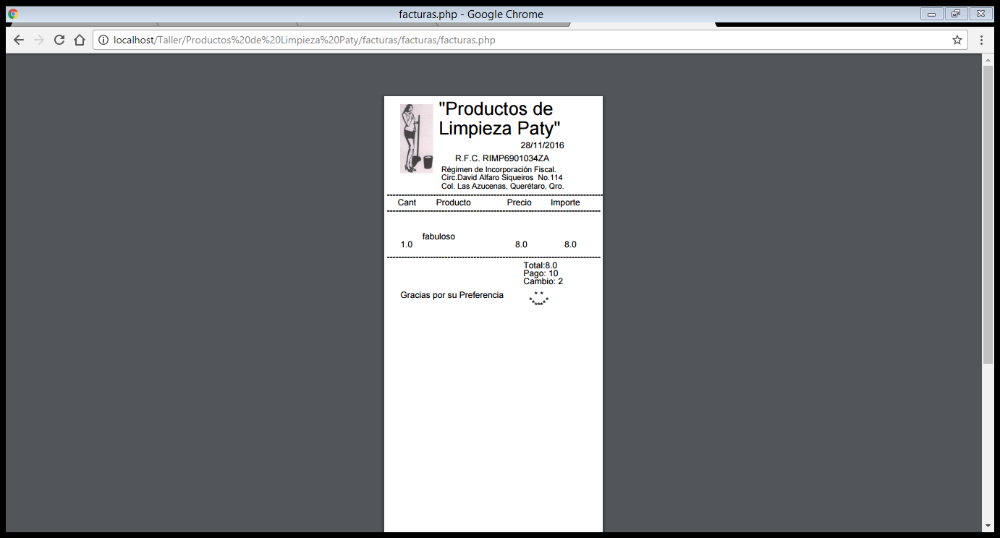 facturas.php - Google Chrome
localhost/Taller/Productos%20de%20Limpieza%20Paty/facturas/facturas/facturas.php
"Productos de
Limpieza Paty"
28/11/2016
R.F.C. RIMP6901034ZA
Régimen de Incorporación Fiscal.
Circ.David Alfaro Siqueiros No.114
Col. Las Azucenas, Querétaro, Qro.
Cant Producto Precio Importe
fabuloso
1.0 8.0 8.0
Total:8.0
Pago: 10
Cambio: 2
Gracias por su Preferencia